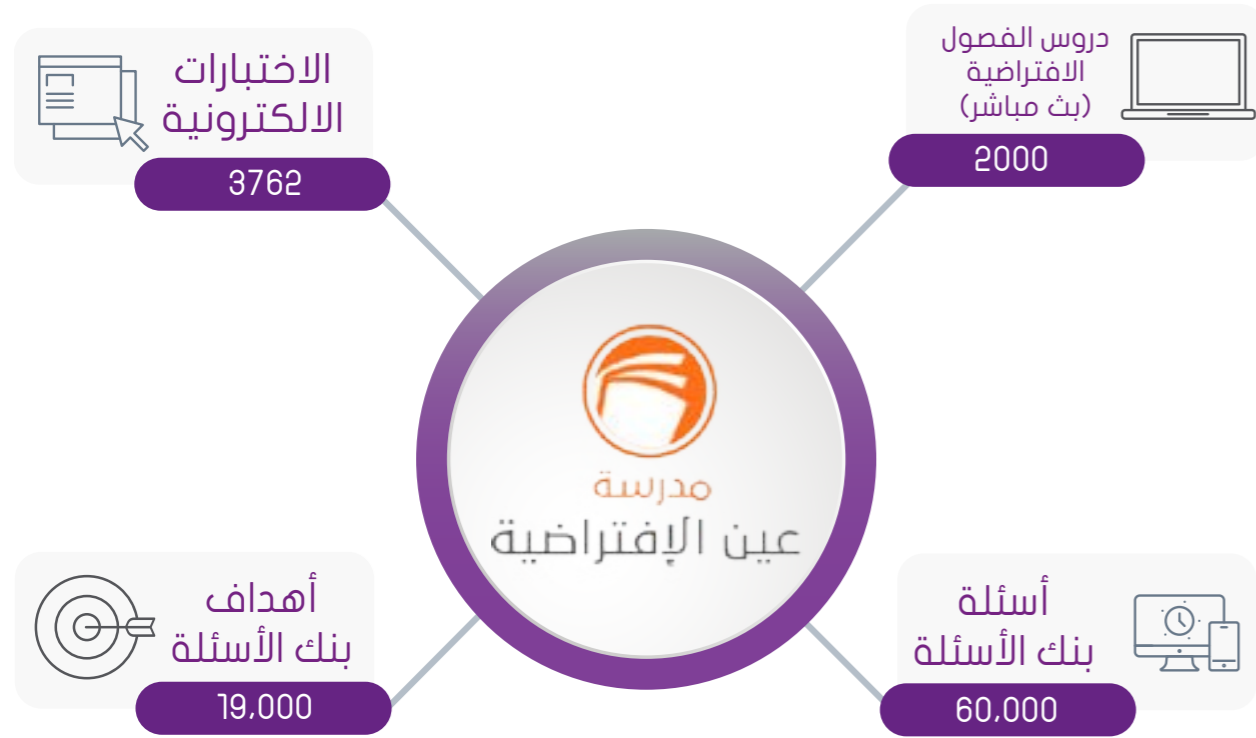 دروس الفصول
الافتراضية
(بث مباشر)
2000
الاختبارات
الالكترونية
3762
مدرسة
عين الإفتراضية
أسئلة
بنك الأسئلة
60,000
أهداف
بنك الأسئلة
19,000